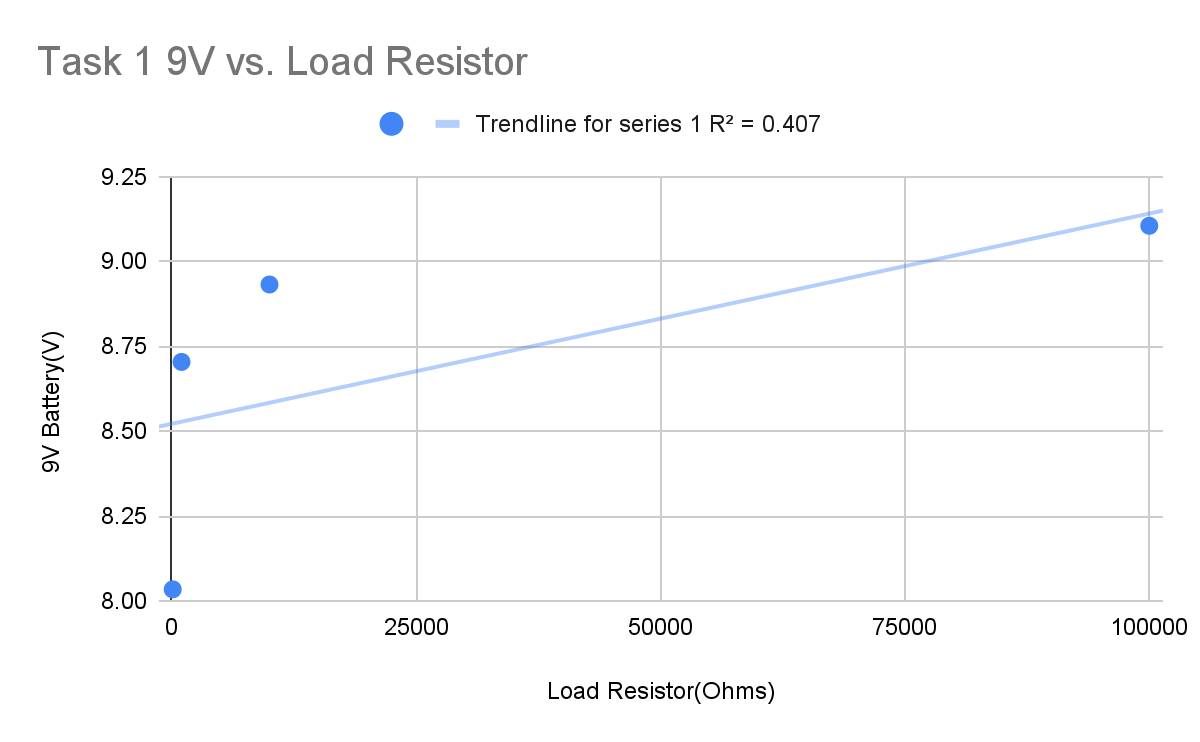 Task 1 9V vs. Load Resistor
Trendline for series 1 R² = 0.407
9.25
9.00
8.75
8.50
8.25
8.00
9V Battery(V)
0 25000 50000 75000 100000
Load Resistor(Ohms)